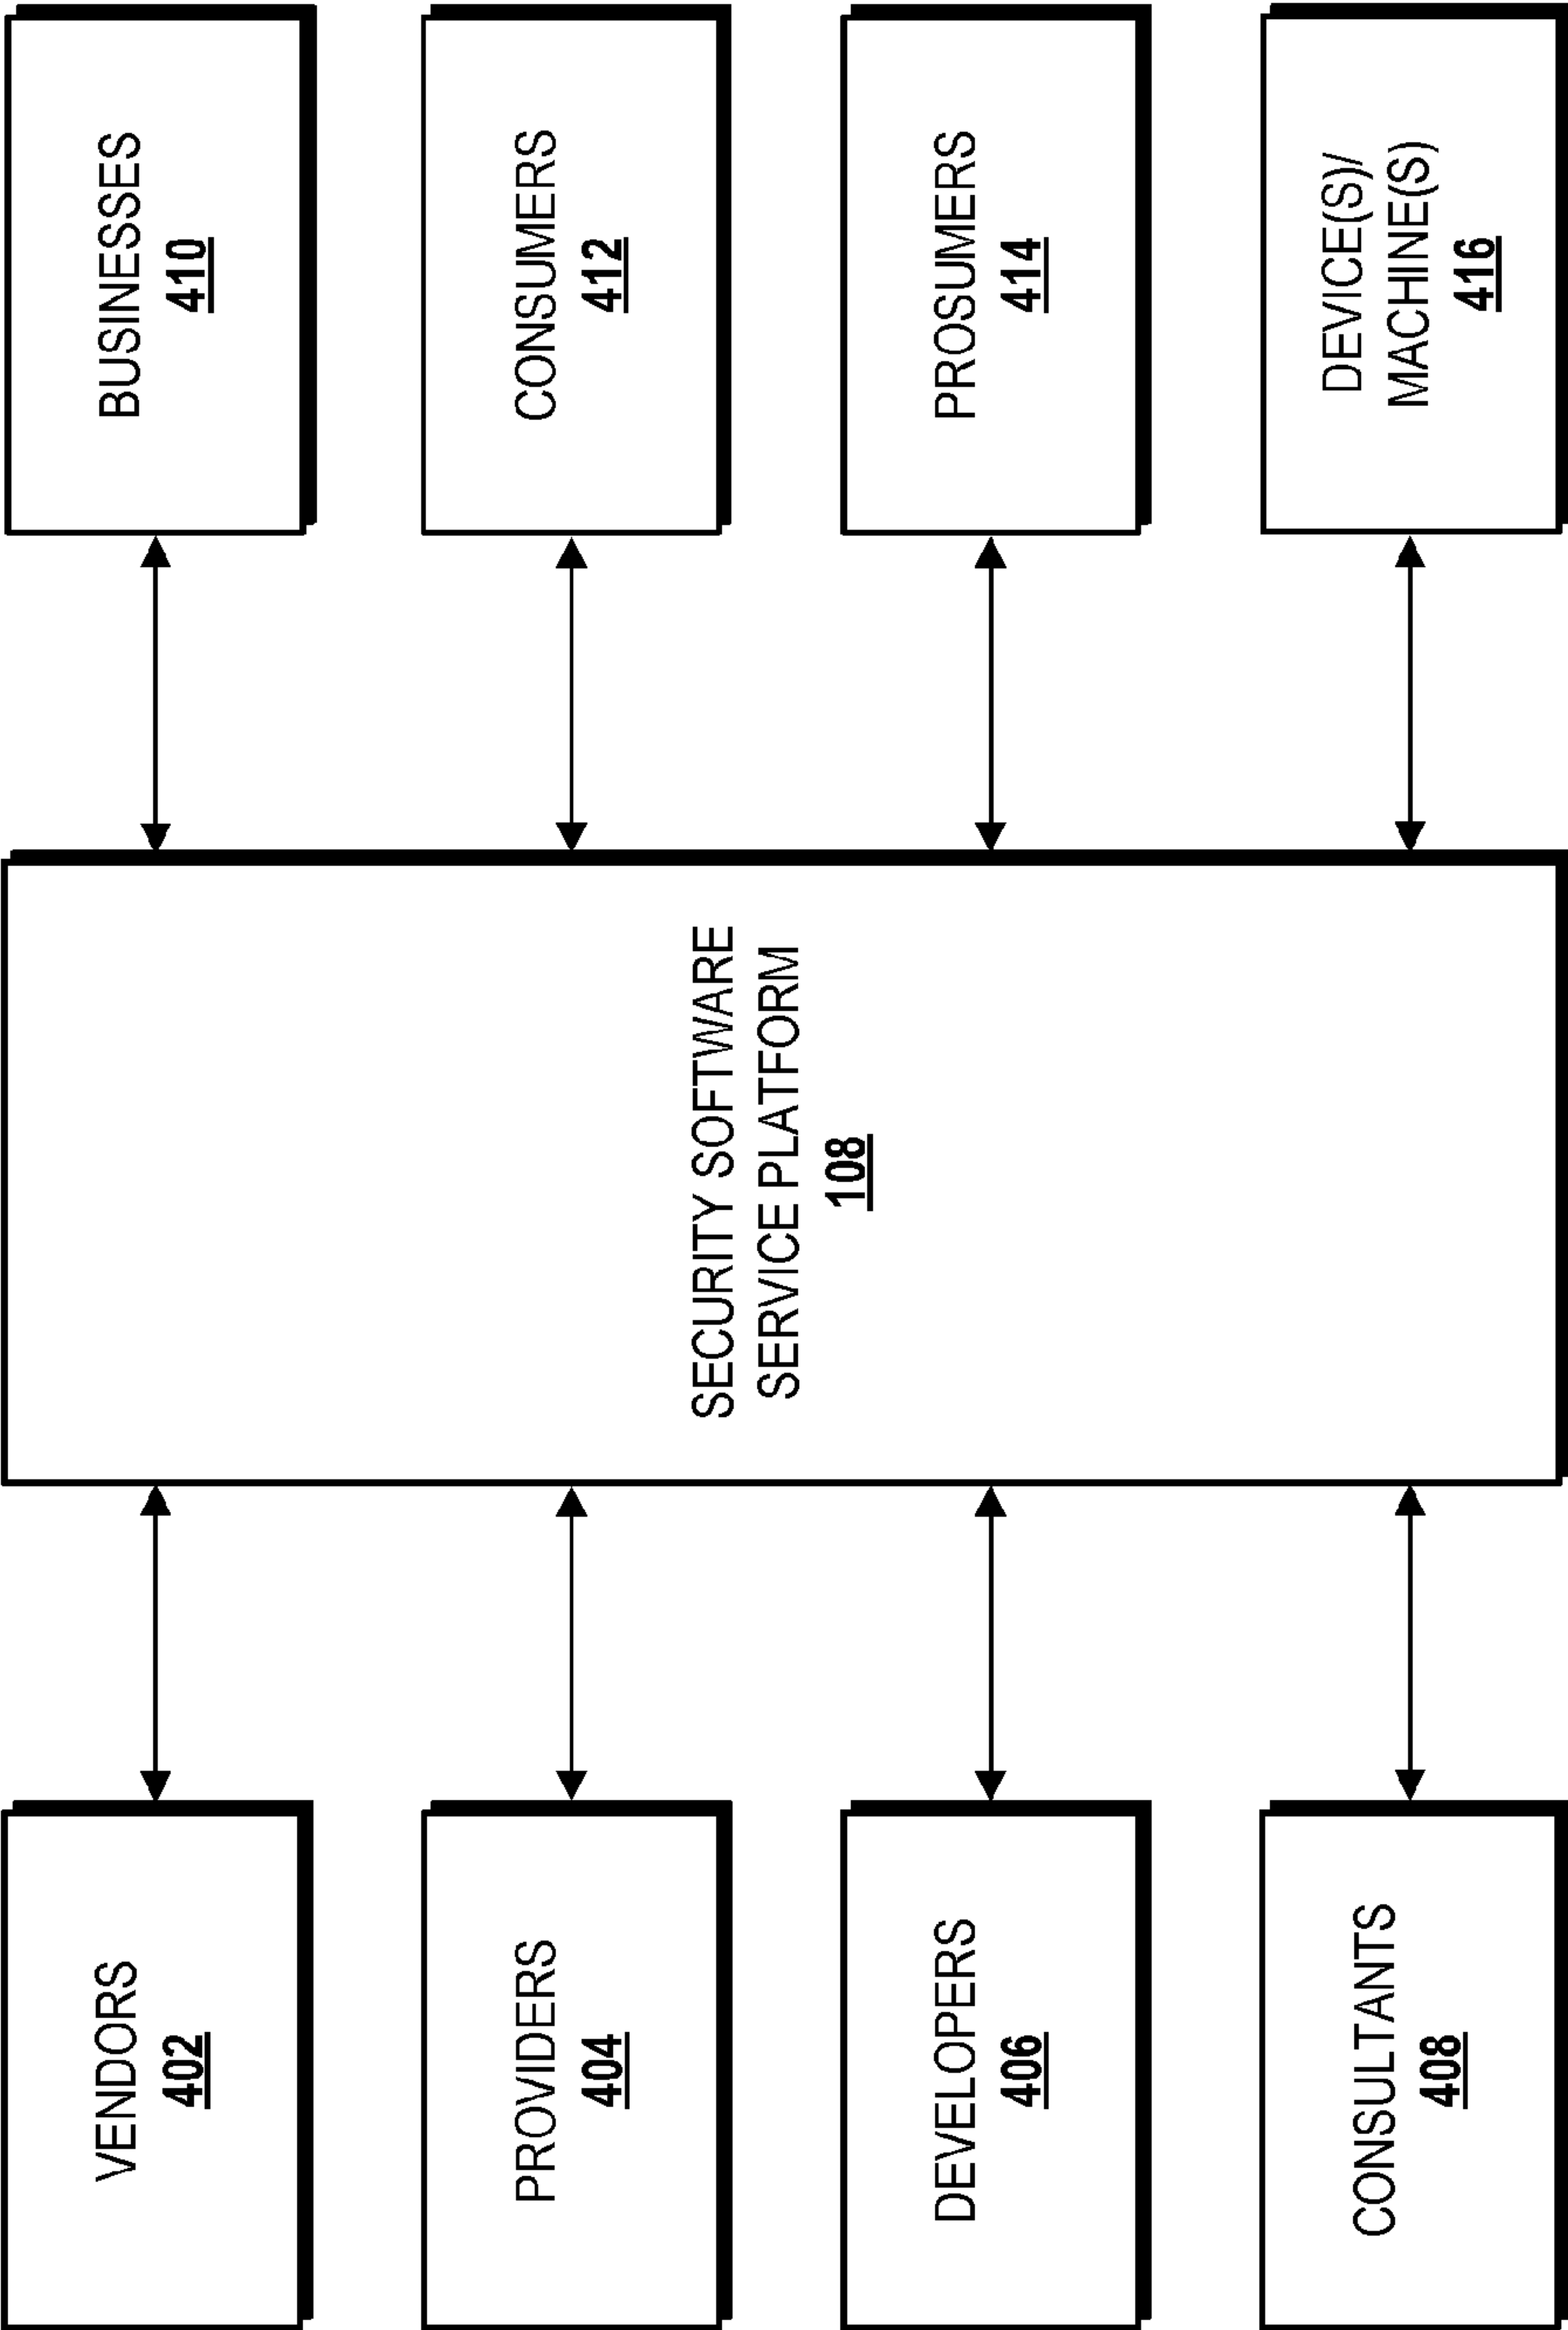 VENDORS
402
PROVIDERS
404
DEVELOPERS
406
CONSULTANTS
408
SECURITY SOFTWARE
SERVICE PLATFORM
108
BUSINESSES
410
CONSUMERS
412
PROSUMERS
414
DEVICE(S)/
MACHINE(S)
416